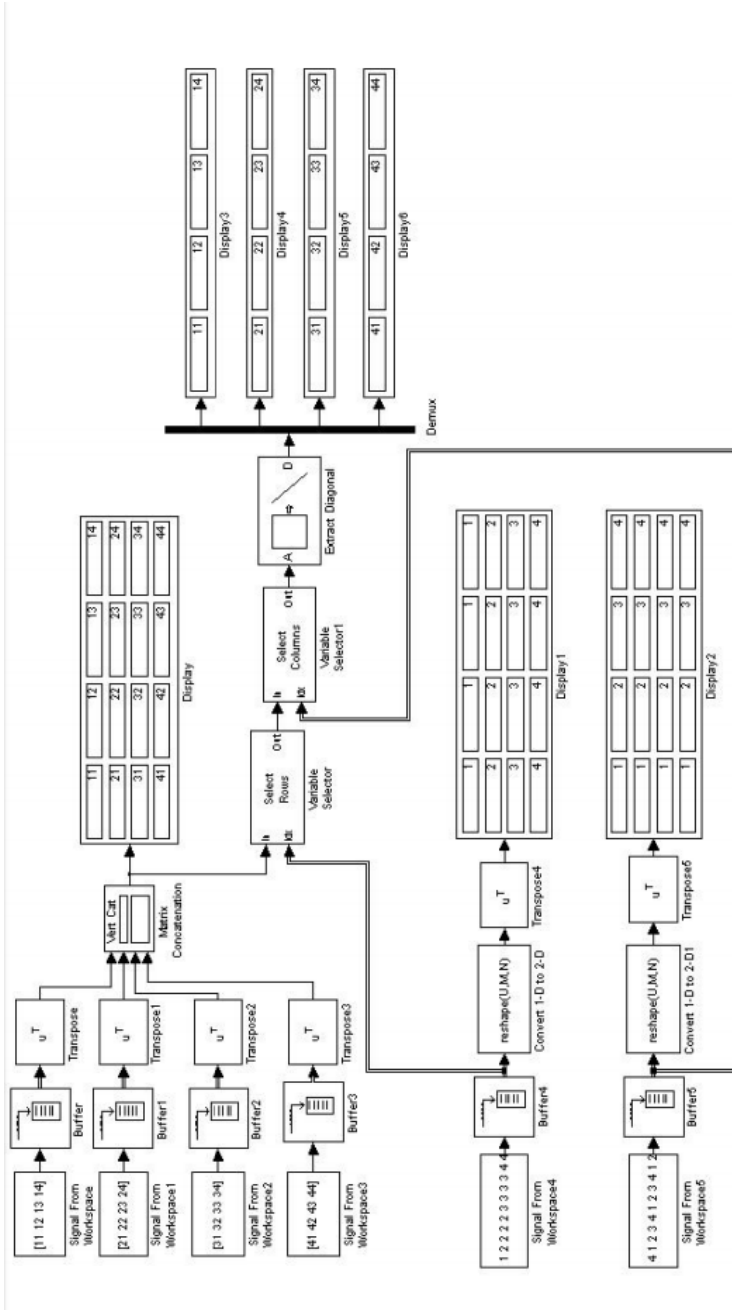 [11 12 13 14]
Signal From
Workspace
Buffer
u^T
Transpose
[21 22 23 24]
Signal From
Workspace1
Buffer1
u^T
Transpose1
[31 32 33 34]
Signal From
Workspace2
Buffer2
u^T
Transpose2
[41 42 43 44]
Signal From
Workspace3
Buffer3
u^T
Transpose3
Vert Cat
Matrix
Concatenation
11 12 13 14
21 22 23 24
31 32 33 34
41 42 43 44
Display
In
Idx
Select
Rows
Out
Variable
Selector
In
Idx
Select
Columns
Out
Variable
Selector1
A
D
Extract Diagonal
Demux
11 12 13 14
Display3
21 22 23 24
Display4
31 32 33 34
Display5
41 42 43 44
Display6
1 2 2 2 2 3 3 3 3 4 4
Signal From
Workspace4
Buffer4
reshape(U,M,N)
Convert 1-D to 2-D
u^T
Transpose4
1 1 1 1
2 2 2 2
3 3 3 3
4 4 4 4
Display1
4 1 2 3 4 1 2 3 4 1 2
Signal From
Workspace5
Buffer5
reshape(U,M,N)
Convert 1-D to 2-D1
u^T
Transpose5
1 2 3 4
1 2 3 4
1 2 3 4
1 2 3 4
Display2